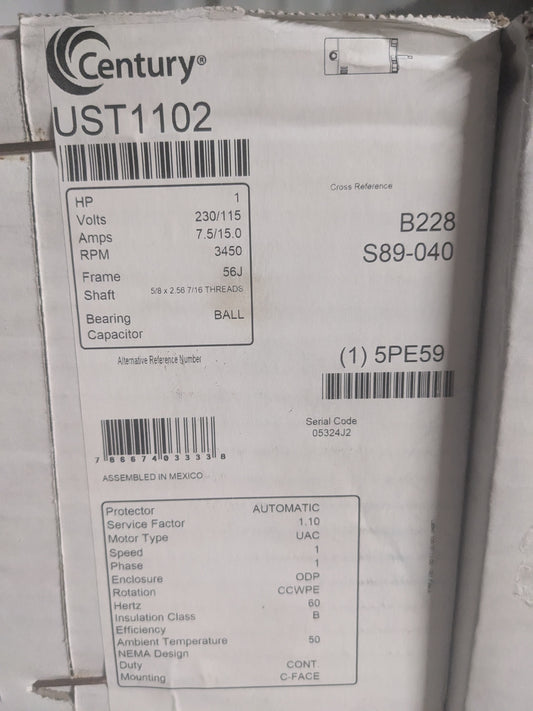 Century®
UST1102
HP 1
Volts 230/115
Amps 7.5/15.0
RPM 3450
Frame 56J
Shaft 5/8 x 2.56 7/16 THREADS
Bearing BALL
Capacitor
Cross Reference
B228
S89-040
Alternative Reference Number
(1) 5PE59
Serial Code
05324J2
7 86674 03333 8
ASSEMBLED IN MEXICO
Protector AUTOMATIC
Service Factor 1.10
Motor Type UAC
Speed 1
Phase 1
Enclosure ODP
Rotation CCWPE
Hertz 60
Insulation Class B
Efficiency
Ambient Temperature 50
NEMA Design
Duty CONT.
Mounting C-FACE